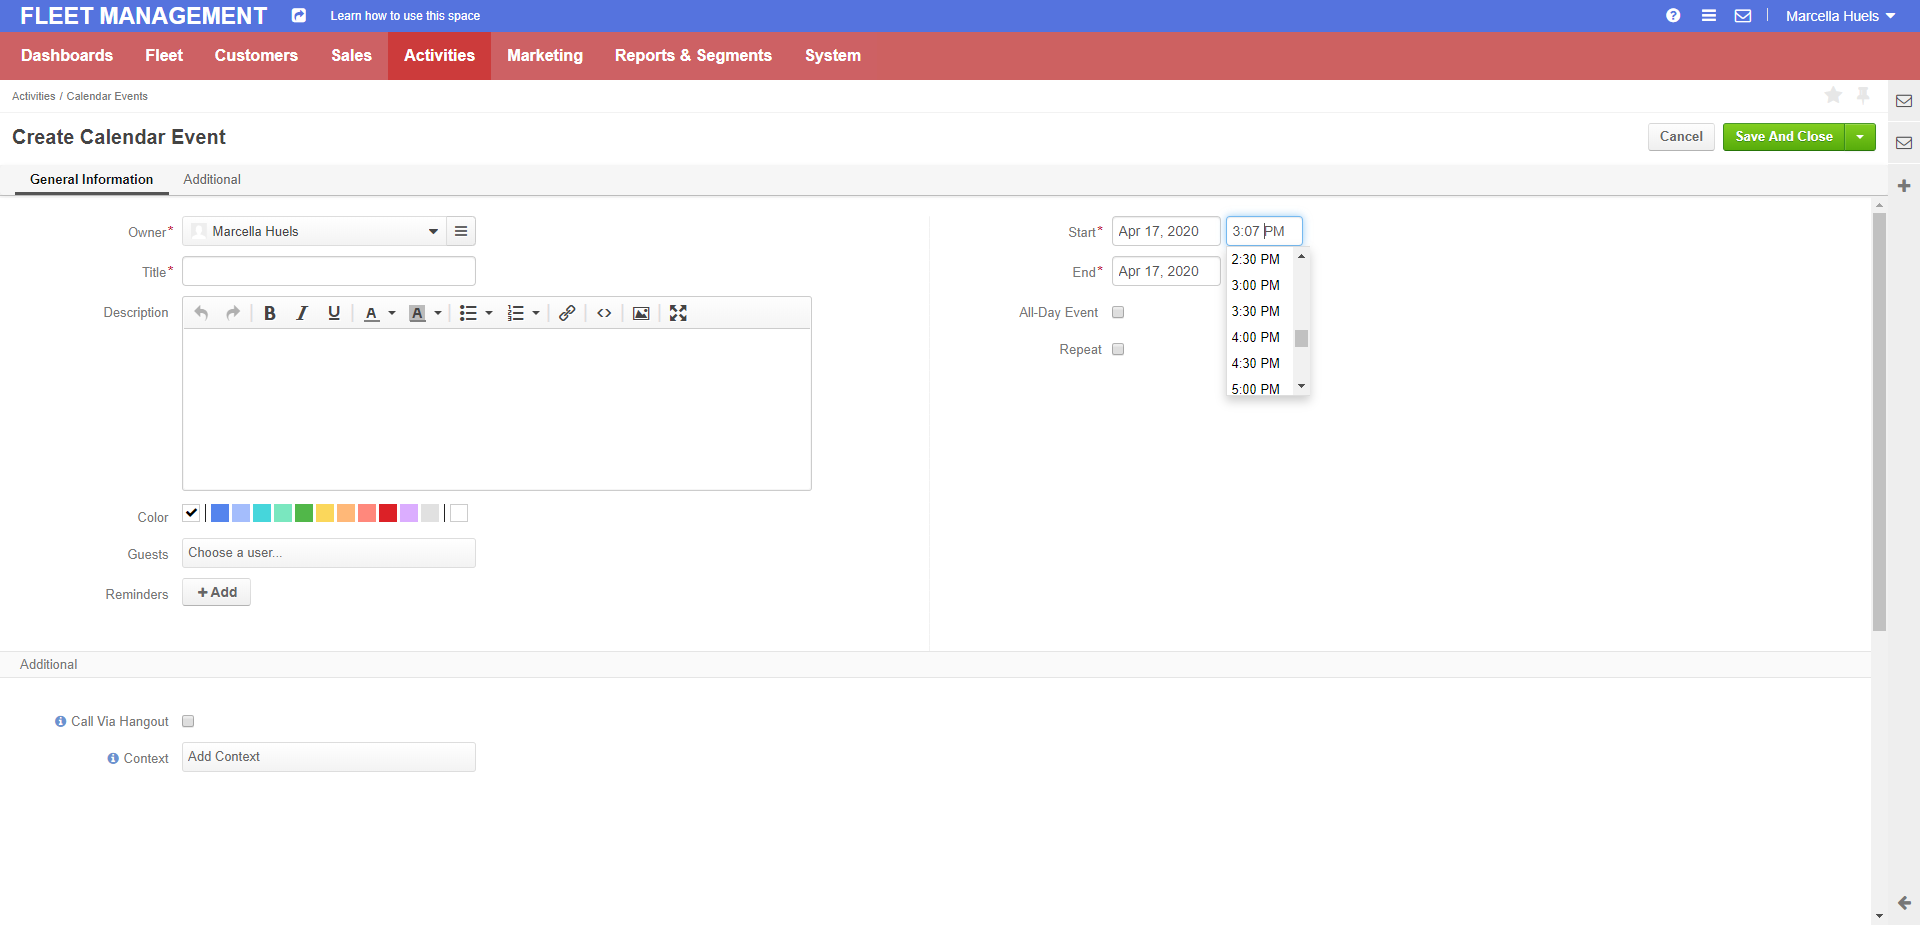 FLEET MANAGEMENT Learn how to use this space Marcella Huels
Dashboards Fleet Customers Sales Activities Marketing Reports & Segments System
Activities / Calendar Events
Create Calendar Event Cancel Save And Close
General Information Additional
Owner* Marcella Huels
Title*
Description B I U A A
Color
Guests Choose a user...
Reminders + Add
Start* Apr 17, 2020 3:07 PM
End* Apr 17, 2020
All-Day Event
Repeat
2:30 PM
3:00 PM
3:30 PM
4:00 PM
4:30 PM
5:00 PM
Additional
Call Via Hangout
Context Add Context